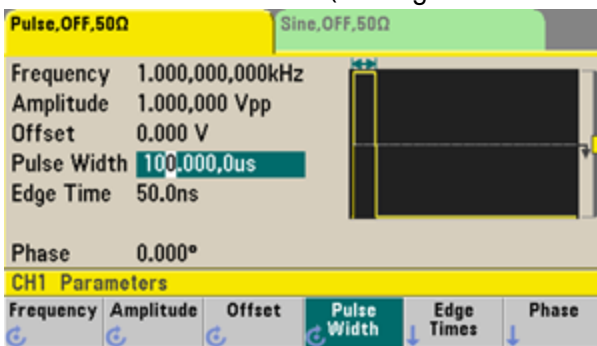 Pulse,OFF,50Ω Sine,OFF,50Ω
Frequency 1.000,000,000kHz
Amplitude 1.000,000 Vpp
Offset 0.000 V
Pulse Width 100.000,0us
Edge Time 50.0ns
Phase 0.000°
CH1 Parameters
Frequency Amplitude Offset Pulse Width Edge Times Phase